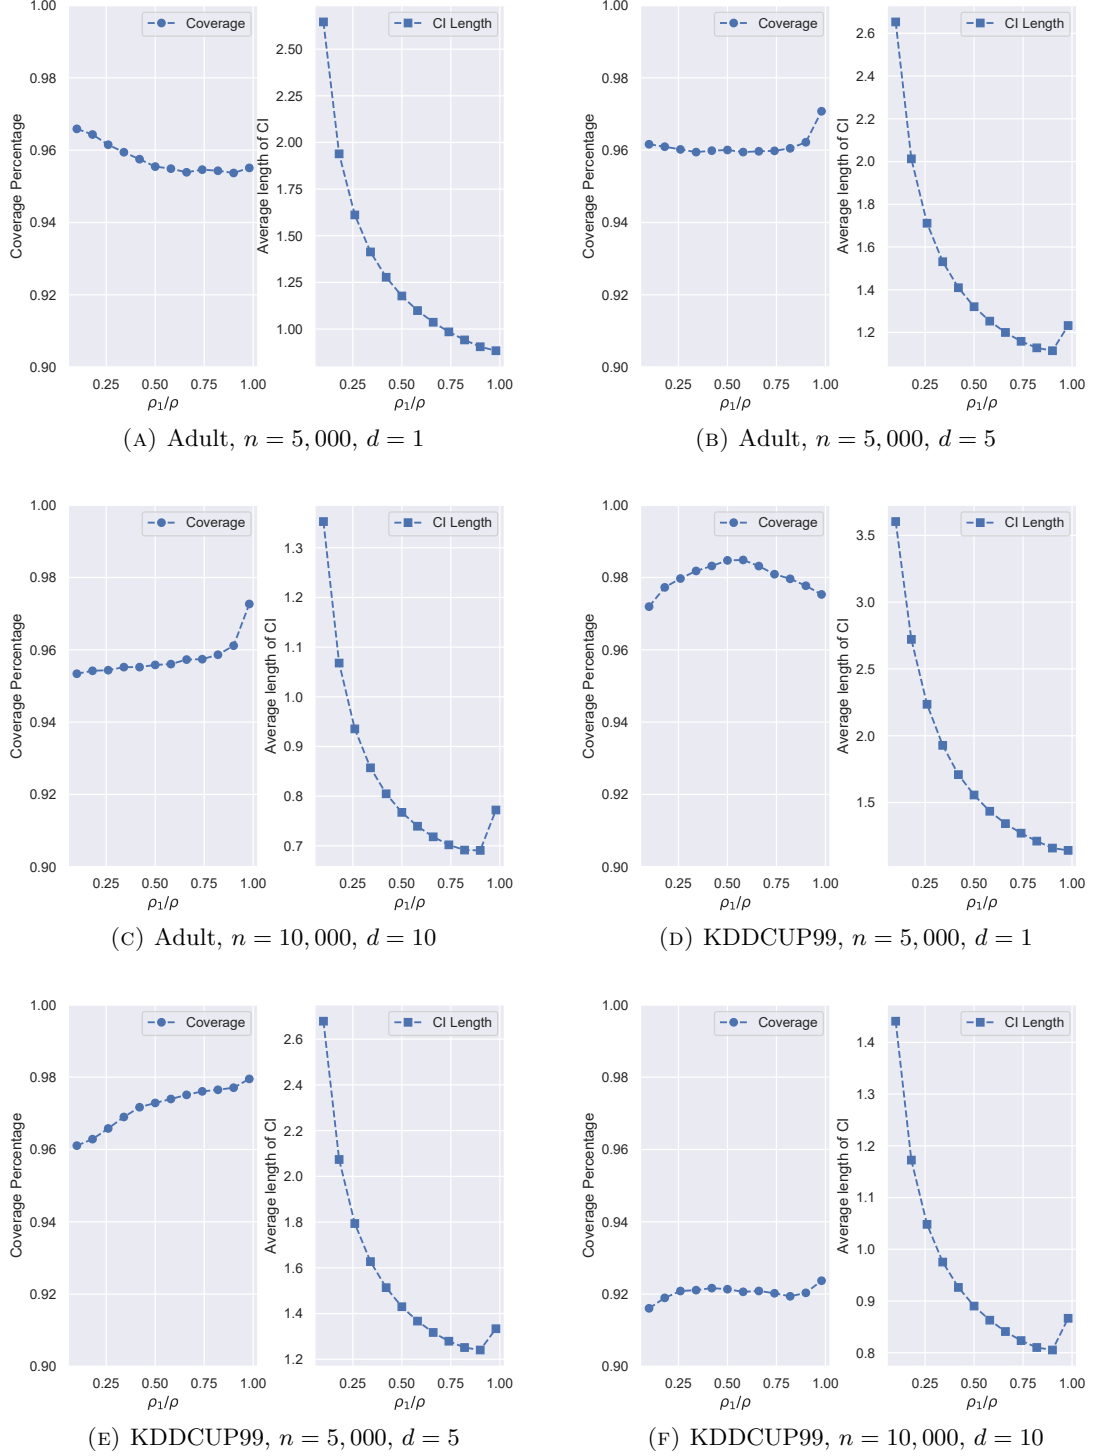 1.00
0.98
0.96
0.94
0.92
0.90
Coverage Percentage
Coverage
0.25 0.50 0.75 1.00
ρ₁/ρ
2.50
2.25
2.00
1.75
1.50
1.25
1.00
Average length of CI
CI Length
0.25 0.50 0.75 1.00
ρ₁/ρ
(A) Adult, n = 5,000, d = 1
1.00
0.98
0.96
0.94
0.92
0.90
Coverage Percentage
Coverage
0.25 0.50 0.75 1.00
ρ₁/ρ
2.6
2.4
2.2
2.0
1.8
1.6
1.4
1.2
Average length of CI
CI Length
0.25 0.50 0.75 1.00
ρ₁/ρ
(B) Adult, n = 5,000, d = 5
1.00
0.98
0.96
0.94
0.92
0.90
Coverage Percentage
Coverage
0.25 0.50 0.75 1.00
ρ₁/ρ
1.3
1.2
1.1
1.0
0.9
0.8
0.7
Average length of CI
CI Length
0.25 0.50 0.75 1.00
ρ₁/ρ
(C) Adult, n = 10,000, d = 10
1.00
0.98
0.96
0.94
0.92
0.90
Coverage Percentage
Coverage
0.25 0.50 0.75 1.00
ρ₁/ρ
3.5
3.0
2.5
2.0
1.5
Average length of CI
CI Length
0.25 0.50 0.75 1.00
ρ₁/ρ
(D) KDDCUP99, n = 5,000, d = 1
1.00
0.98
0.96
0.94
0.92
0.90
Coverage Percentage
Coverage
0.25 0.50 0.75 1.00
ρ₁/ρ
2.6
2.4
2.2
2.0
1.8
1.6
1.4
1.2
Average length of CI
CI Length
0.25 0.50 0.75 1.00
ρ₁/ρ
(E) KDDCUP99, n = 5,000, d = 5
1.00
0.98
0.96
0.94
0.92
0.90
Coverage Percentage
Coverage
0.25 0.50 0.75 1.00
ρ₁/ρ
1.4
1.3
1.2
1.1
1.0
0.9
0.8
Average length of CI
CI Length
0.25 0.50 0.75 1.00
ρ₁/ρ
(F) KDDCUP99, n = 10,000, d = 10